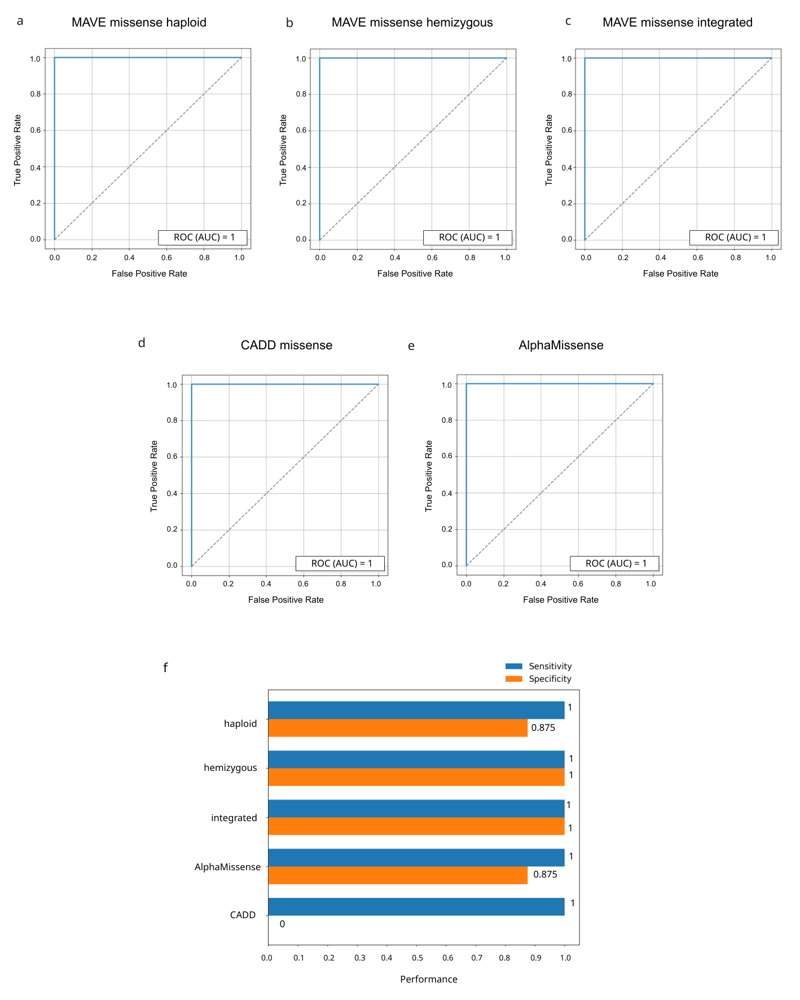 a
MAVE missense haploid
1.0
0.8
0.6
0.4
0.2
0.0
True Positive Rate
ROC (AUC) = 1
0.0 0.2 0.4 0.6 0.8 1.0
False Positive Rate
b
MAVE missense hemizygous
1.0
0.8
0.6
0.4
0.2
0.0
True Positive Rate
ROC (AUC) = 1
0.0 0.2 0.4 0.6 0.8 1.0
False Positive Rate
c
MAVE missense integrated
1.0
0.8
0.6
0.4
0.2
0.0
True Positive Rate
ROC (AUC) = 1
0.0 0.2 0.4 0.6 0.8 1.0
False Positive Rate
d
CADD missense
1.0
0.8
0.6
0.4
0.2
0.0
True Positive Rate
ROC (AUC) = 1
0.0 0.2 0.4 0.6 0.8 1.0
False Positive Rate
e
AlphaMissense
1.0
0.8
0.6
0.4
0.2
0.0
True Positive Rate
ROC (AUC) = 1
0.0 0.2 0.4 0.6 0.8 1.0
False Positive Rate
f
Sensitivity
Specificity
haploid
1
0.875
hemizygous
1
1
integrated
1
1
AlphaMissense
1
0.875
CADD
1
0
0.0 0.1 0.2 0.3 0.4 0.5 0.6 0.7 0.8 0.9 1.0
Performance